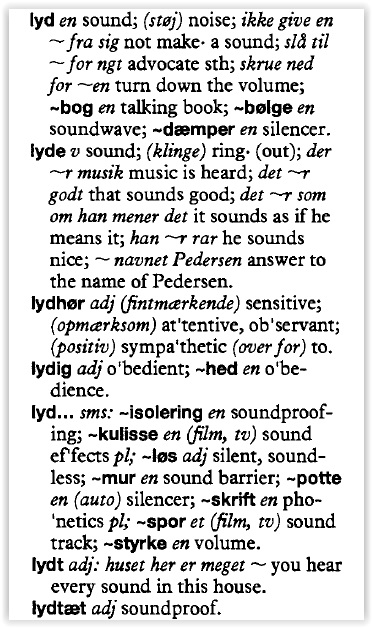 lyd en sound; (støj) noise; ikke give en
~ fra sig not make· a sound; slå til
~ for ngt advocate sth; skrue ned
for ~en turn down the volume;
~bog en talking book; ~bølge en
soundwave; ~dæmper en silencer.
lyde v sound; (klinge) ring· (out); der
~r musik music is heard; det ~r
godt that sounds good; det ~r som
om han mener det it sounds as if he
means it; han ~r rar he sounds
nice; ~ navnet Pedersen answer to
the name of Pedersen.
lydhør adj (fintmærkende) sensitive;
(opmærksom) at'tentive, ob'servant;
(positiv) sympa'thetic (over for) to.
lydig adj o'bedient; ~hed en o'be-
dience.
lyd... sms: ~isolering en soundproof-
ing; ~kulisse en (film, tv) sound
ef'fects pl; ~løs adj silent, sound-
less; ~mur en sound barrier; ~potte
en (auto) silencer; ~skrift en pho-
'netics pl; ~spor et (film, tv) sound
track; ~styrke en volume.
lydt adj: huset her er meget ~ you hear
every sound in this house.
lydtæt adj soundproof.